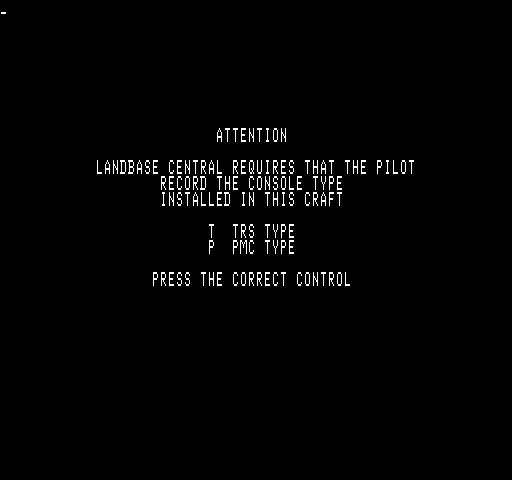 ATTENTION
LANDBASE CENTRAL REQUIRES THAT THE PILOT
RECORD THE CONSOLE TYPE
INSTALLED IN THIS CRAFT
T  TRS TYPE
P  PMC TYPE
PRESS THE CORRECT CONTROL